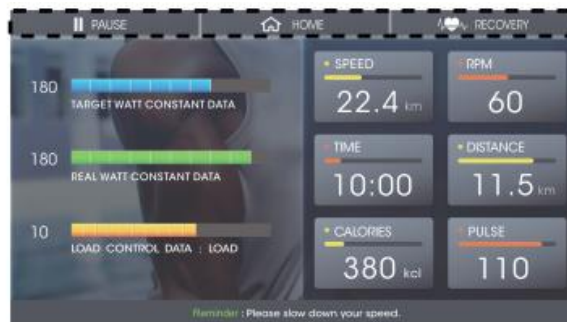 PAUSE
HOME
RECOVERY
180
TARGET WATT CONSTANT DATA
180
REAL WATT CONSTANT DATA
10
LOAD CONTROL DATA : LOAD
SPEED
22.4 km
RPM
60
TIME
10:00
DISTANCE
11.5 km
CALORIES
380 kcl
PULSE
110
Reminder : Please slow down your speed.